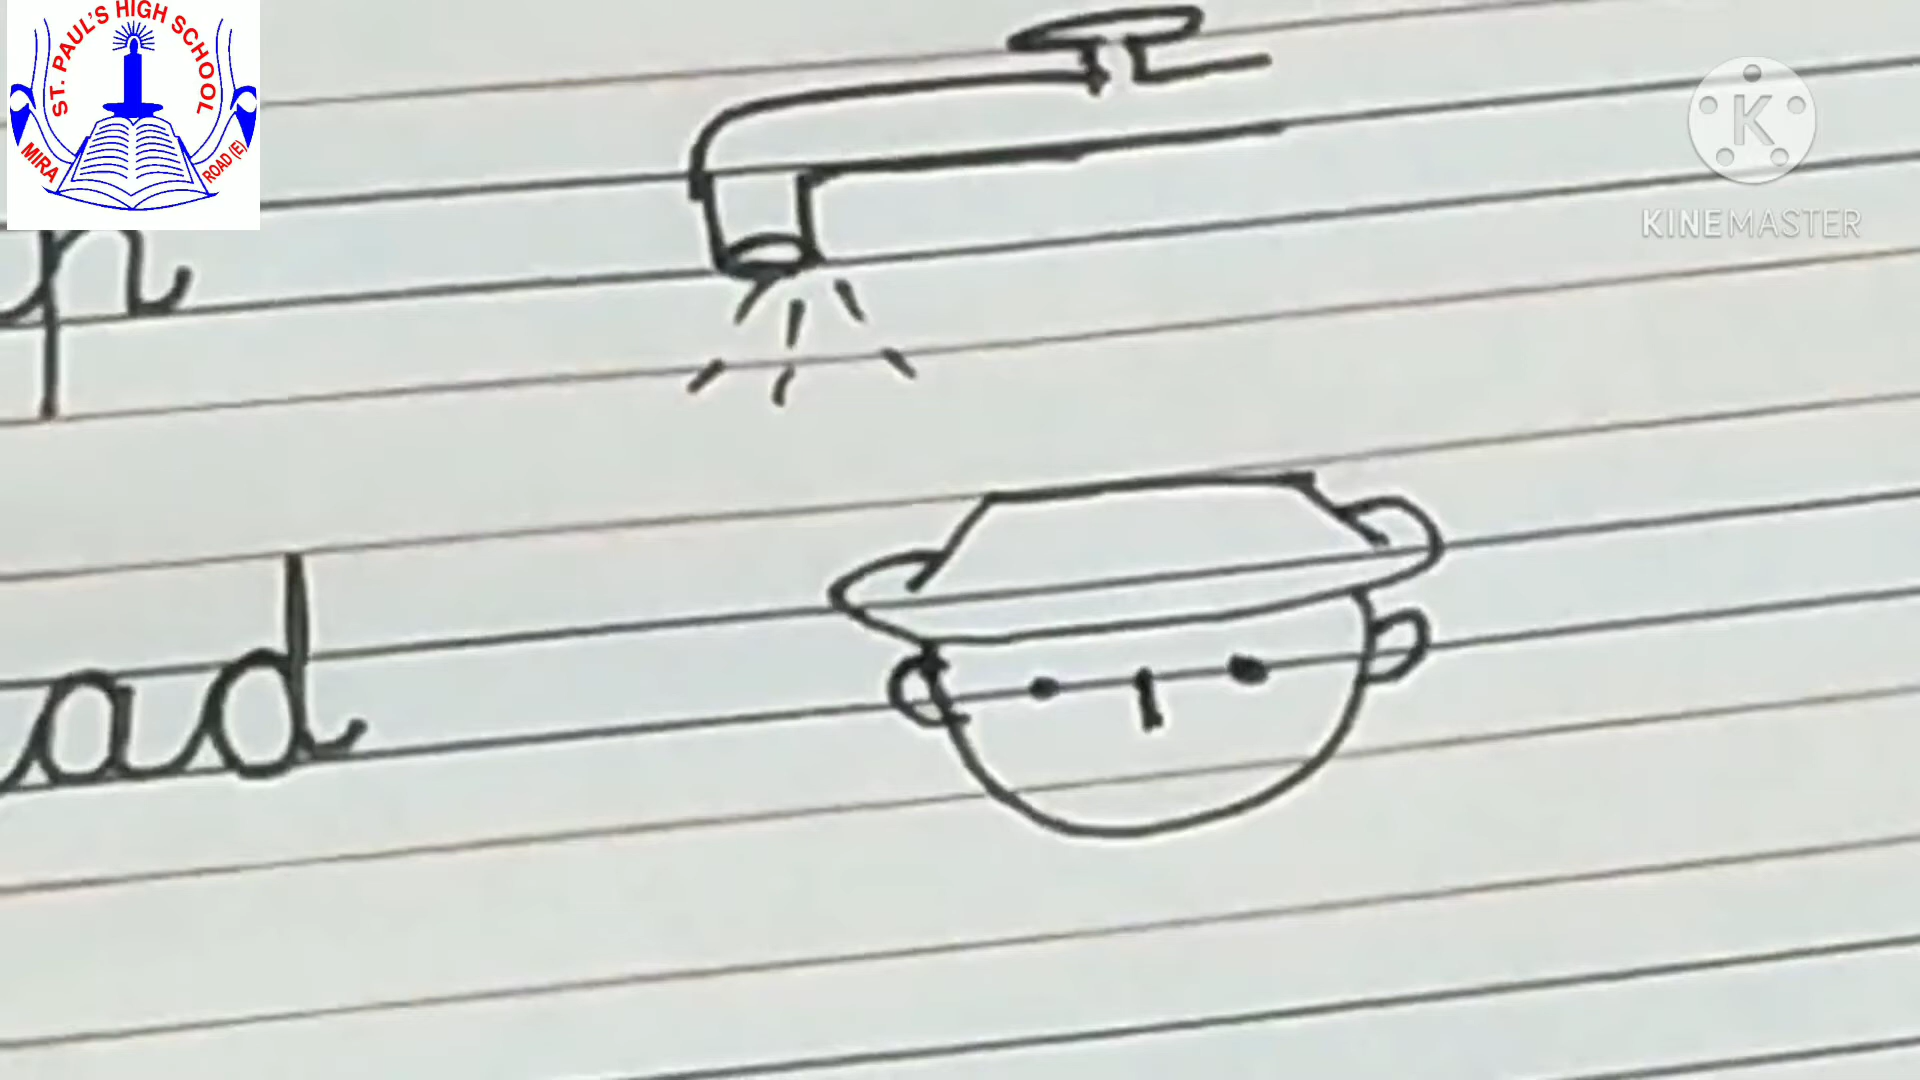 ST. PAUL'S HIGH SCHOOL
MIRA ROAD (E)
K
KINEMASTER
p
ad